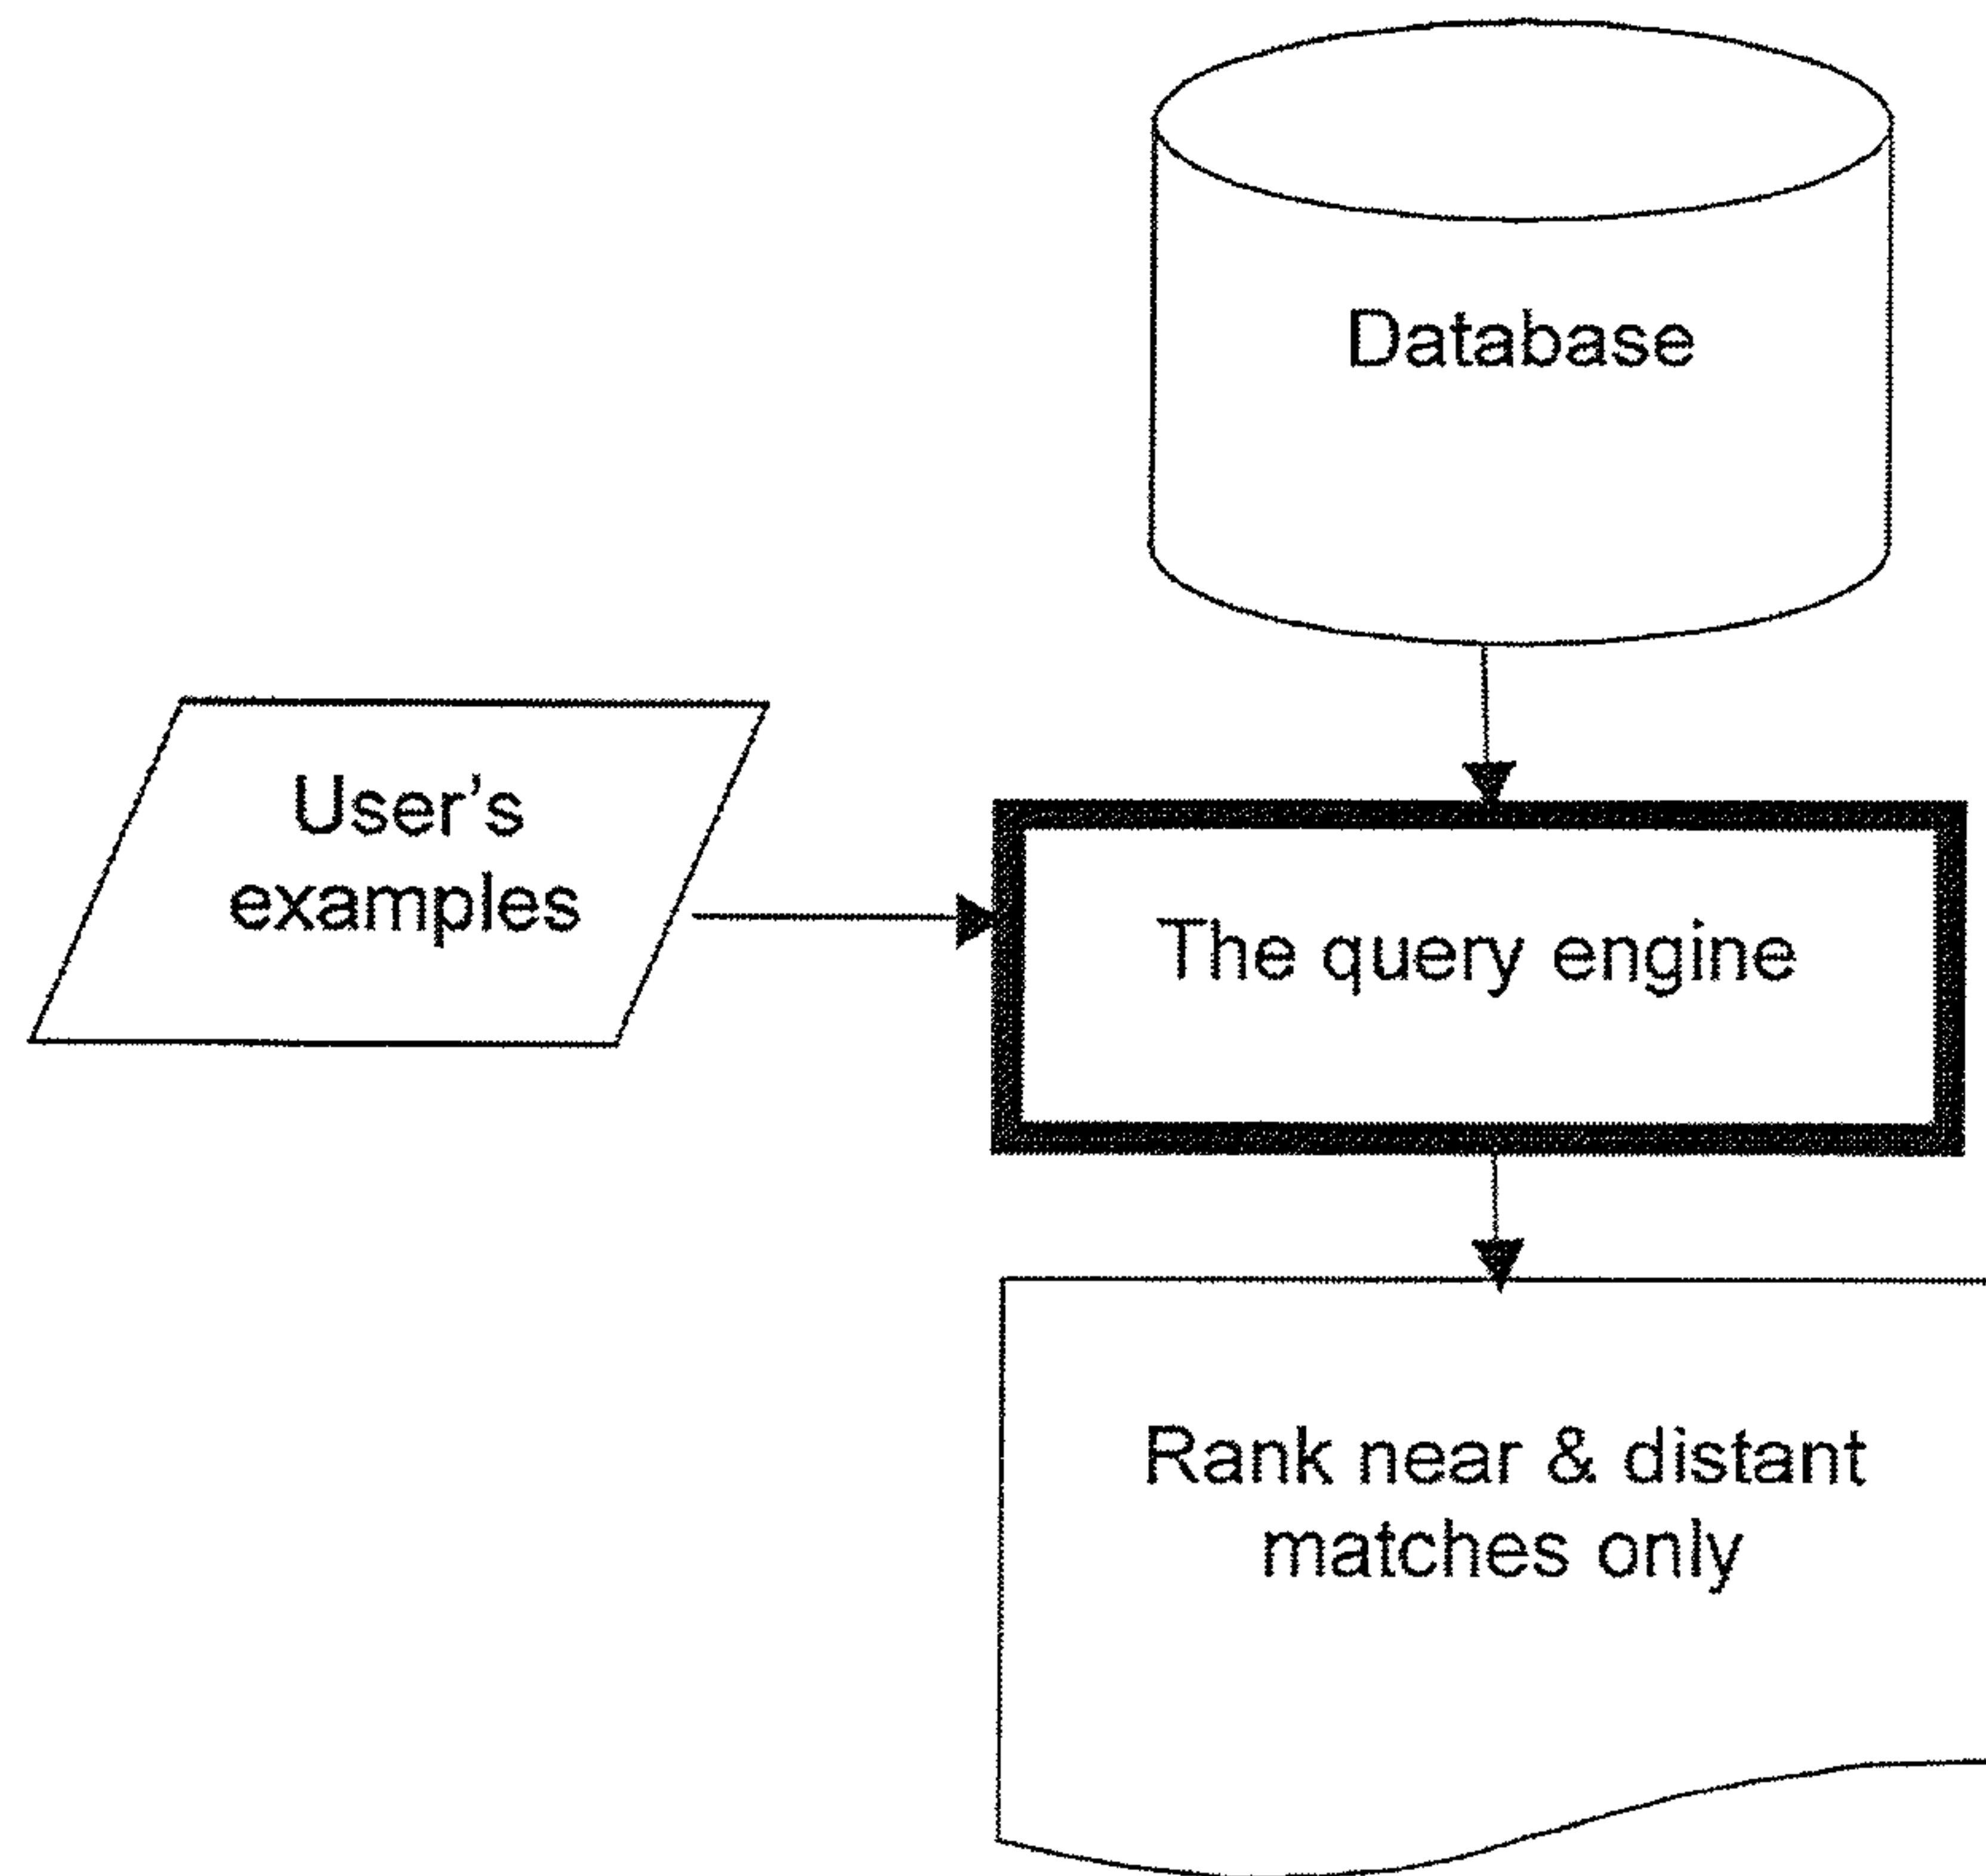 Database
User's
examples
The query engine
Rank near & distant
matches only